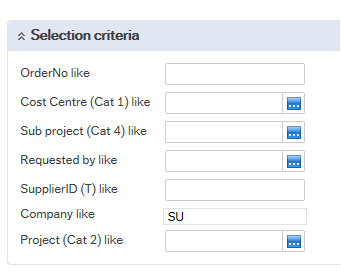 Selection criteria
OrderNo like
Cost Centre (Cat 1) like
Sub project (Cat 4) like
Requested by like
SupplierID (T) like
Company like SU
Project (Cat 2) like